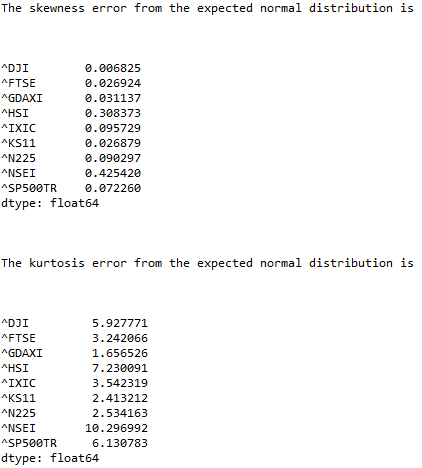 The skewness error from the expected normal distribution is
^DJI 0.006825
^FTSE 0.026924
^GDAXI 0.031137
^HSI 0.308373
^IXIC 0.095729
^KS11 0.026879
^N225 0.090297
^NSEI 0.425420
^SP500TR 0.072260
dtype: float64
The kurtosis error from the expected normal distribution is
^DJI 5.927771
^FTSE 3.242066
^GDAXI 1.656526
^HSI 7.230091
^IXIC 3.542319
^KS11 2.413212
^N225 2.534163
^NSEI 10.296992
^SP500TR 6.130783
dtype: float64